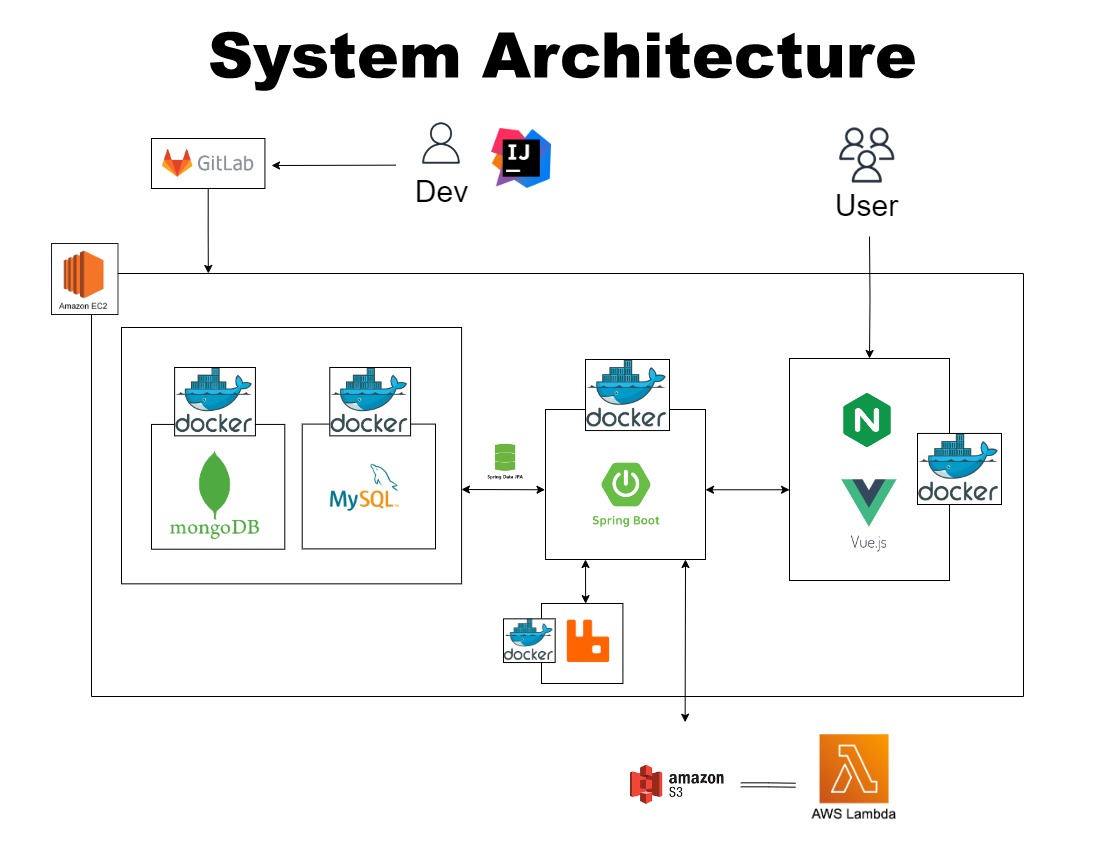 System Architecture
GitLab
Dev
IJ
User
Amazon EC2
docker
mongoDB
docker
MySQL
Spring Data JPA
docker
Spring Boot
N
Vue.js
docker
docker
amazon
S3
AWS Lambda